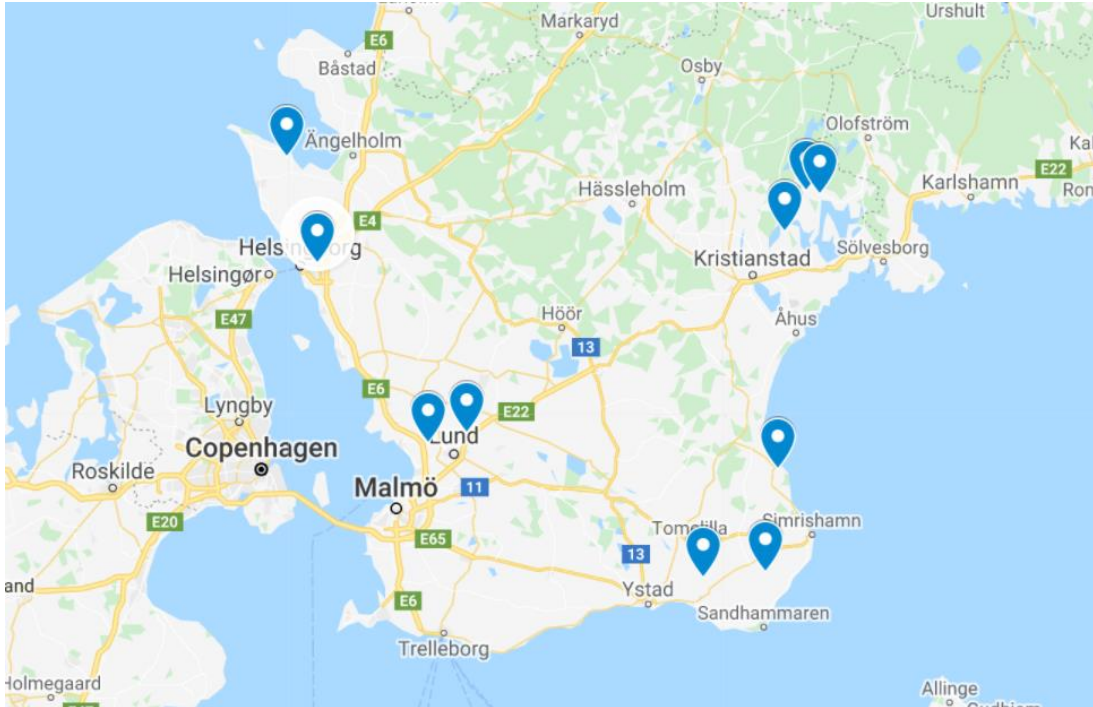 Markaryd
Urshult
E6
Båstad
Osby
Olofström
Ängelholm
E22
Hässleholm
Karlshamn
E4
Helsingborg
Sölvesborg
Kristianstad
Helsingør
E47
Höör
Åhus
13
E6
Lyngby
E22
Copenhagen
Lund
Roskilde
Malmö
11
E20
Tomelilla
Simrishamn
E65
13
and
Ystad
E6
Sandhammaren
Trelleborg
Holmegaard
Allinge